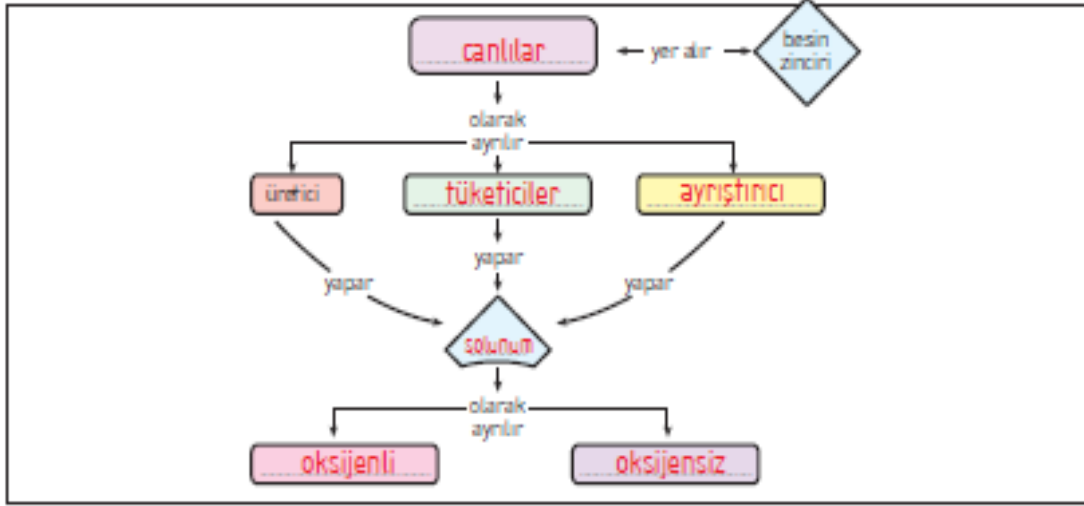 canlılar
yer alır
besin
zinciri
olarak
ayrılır
üretici
tüketiciler
ayrıştırıcı
yapar
yapar
yapar
solunum
olarak
ayrılır
oksijenli
oksijensiz